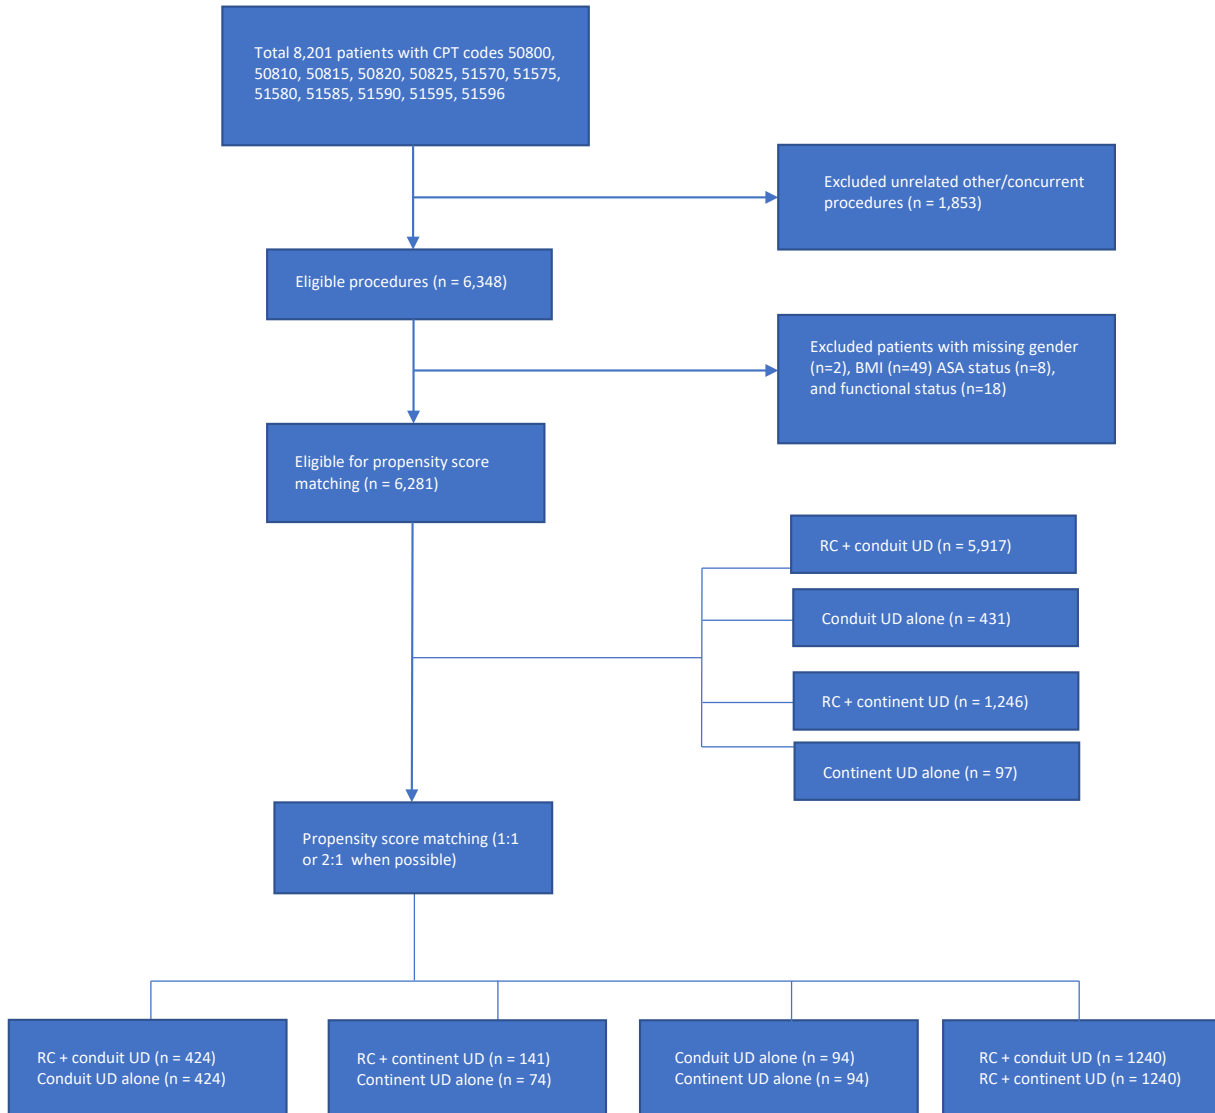 Total 8,201 patients with CPT codes 50800,
50810, 50815, 50820, 50825, 51570, 51575,
51580, 51585, 51590, 51595, 51596
Excluded unrelated other/concurrent
procedures (n = 1,853)
Eligible procedures (n = 6,348)
Excluded patients with missing gender
(n=2), BMI (n=49) ASA status (n=8),
and functional status (n=18)
Eligible for propensity score
matching (n = 6,281)
RC + conduit UD (n = 5,917)
Conduit UD alone (n = 431)
RC + continent UD (n = 1,246)
Continent UD alone (n = 97)
Propensity score matching (1:1
or 2:1 when possible)
RC + conduit UD (n = 424)
Conduit UD alone (n = 424)
RC + continent UD (n = 141)
Continent UD alone (n = 74)
Conduit UD alone (n = 94)
Continent UD alone (n = 94)
RC + conduit UD (n = 1240)
RC + continent UD (n = 1240)